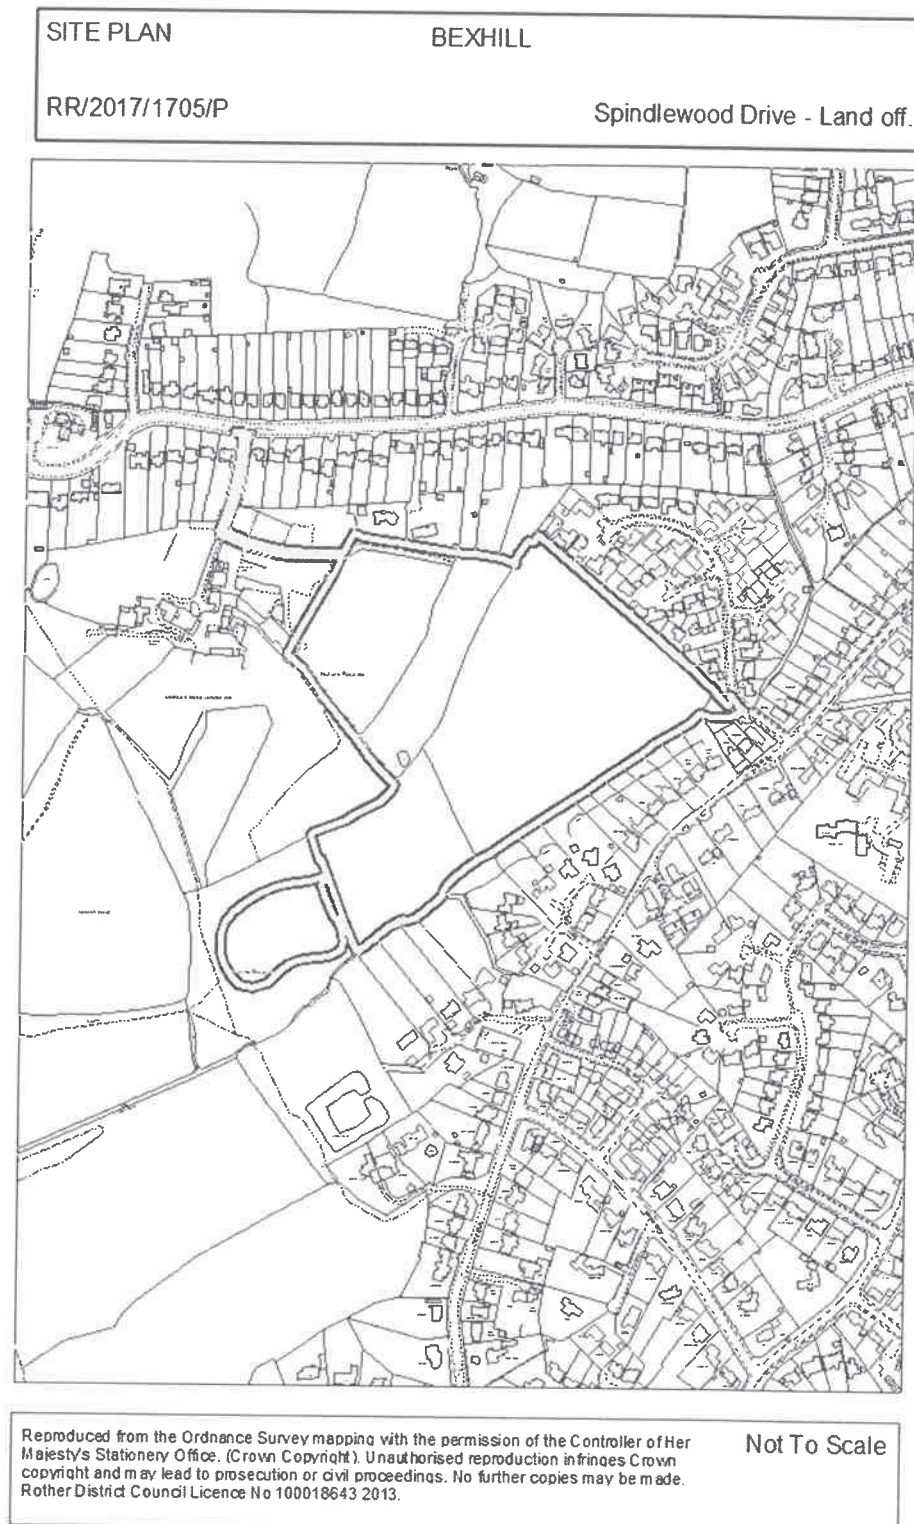 SITE PLAN
BEXHILL
RR/2017/1705/P
Spindlewood Drive - Land off.
Reproduced from the Ordnance Survey mapping with the permission of the Controller of Her
Majesty's Stationery Office. (Crown Copyright). Unauthorised reproduction infringes Crown
copyright and may lead to prosecution or civil proceedings. No further copies may be made.
Rother District Council Licence No 100018643 2013.
Not To Scale